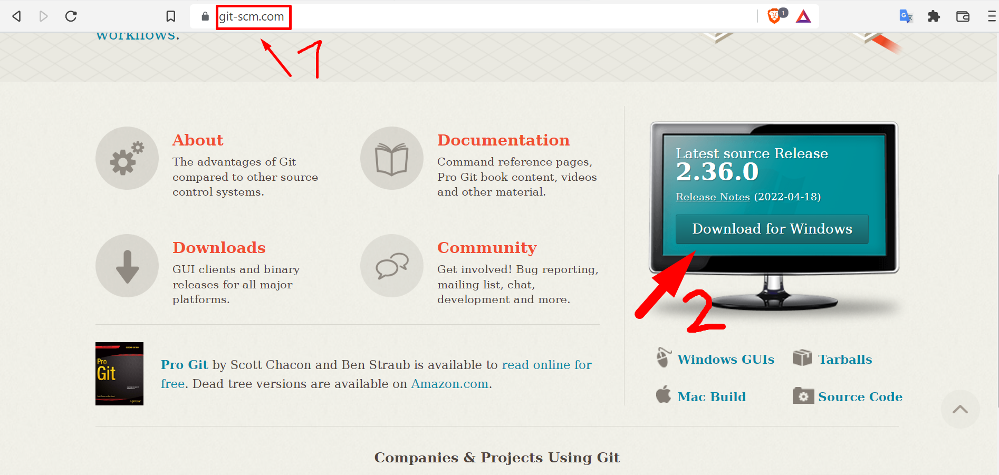 git-scm.com
1
workflows.
1
About
The advantages of Git
compared to other source
control systems.
Documentation
Command reference pages,
Pro Git book content, videos
and other material.
Downloads
GUI clients and binary
releases for all major
platforms.
Community
Get involved! Bug reporting,
mailing list, chat,
development and more.
Latest source Release
2.36.0
Release Notes (2022-04-18)
Download for Windows
2
Pro
Git
Apress
Pro Git by Scott Chacon and Ben Straub is available to read online for
free. Dead tree versions are available on Amazon.com.
Windows GUIs
Tarballs
Mac Build
Source Code
Companies & Projects Using Git